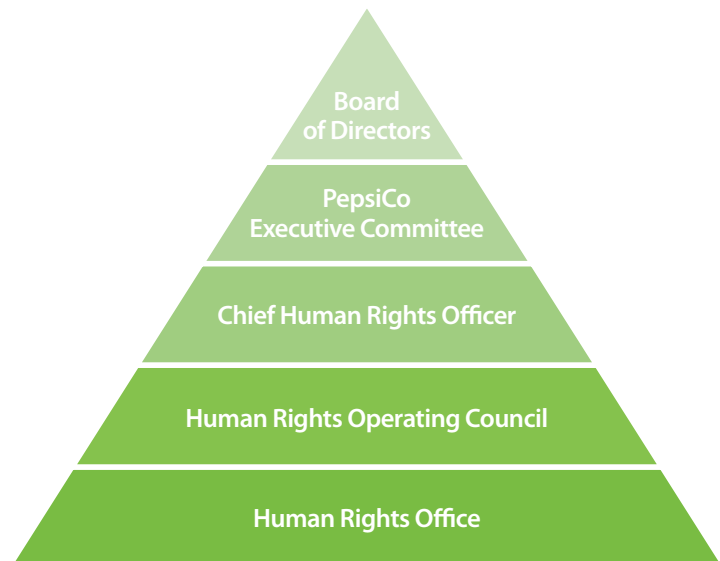 Board
of Directors
PepsiCo
Executive Committee
Chief Human Rights Officer
Human Rights Operating Council
Human Rights Office